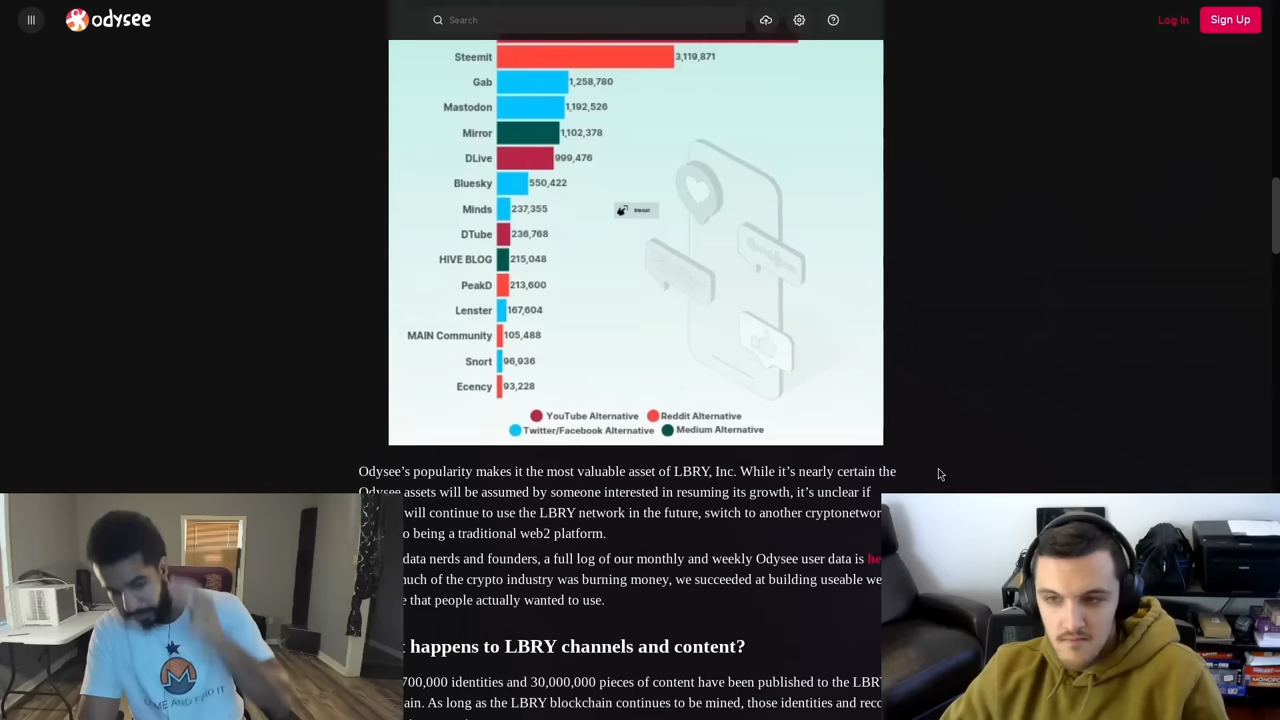 odysee
Search
Log In
Sign Up
Steemit 3,119,871
Gab 1,258,780
Mastodon 1,192,526
Mirror 1,102,378
DLive 999,476
Bluesky 550,422
Minds 237,355
DTube 236,768
HIVE BLOG 215,048
PeakD 213,600
Lenster 167,604
MAIN Community 105,488
Snort 96,936
Ecency 93,228
YouTube Alternative Reddit Alternative
Twitter/Facebook Alternative Medium Alternative
Odysee’s popularity makes it the most valuable asset of LBRY, Inc. While it’s nearly certain the
Odysee assets will be assumed by someone interested in resuming its growth, it’s unclear if
will continue to use the LBRY network in the future, switch to another cryptonetwor
o being a traditional web2 platform.
data nerds and founders, a full log of our monthly and weekly Odysee user data is he
uch of the crypto industry was burning money, we succeeded at building useable we
e that people actually wanted to use.
happens to LBRY channels and content?
700,000 identities and 30,000,000 pieces of content have been published to the LBRY
ain. As long as the LBRY blockchain continues to be mined, those identities and reco